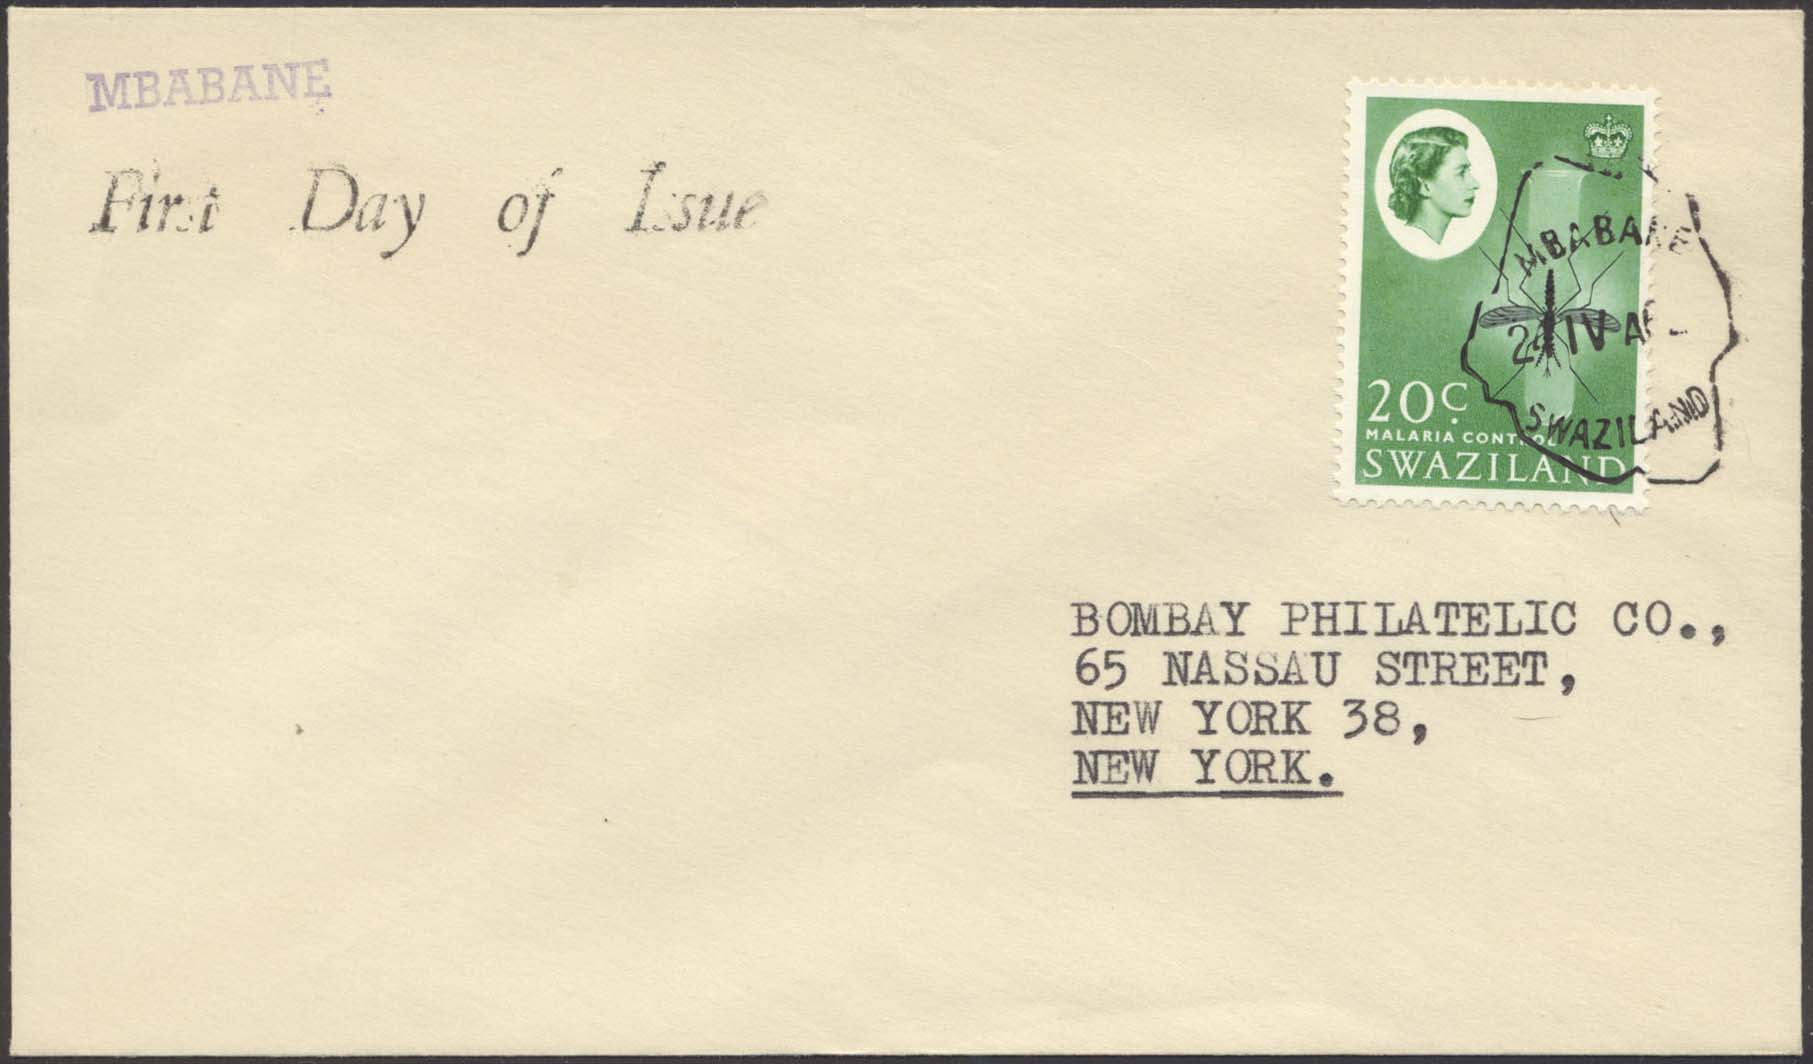 MBABANE
First Day of Issue
MBABANE
IV
SWAZILAND
20c.
MALARIA CONTROL
SWAZILAND
BOMBAY PHILATELIC CO.,
65 NASSAU STREET,
NEW YORK 38,
NEW YORK.